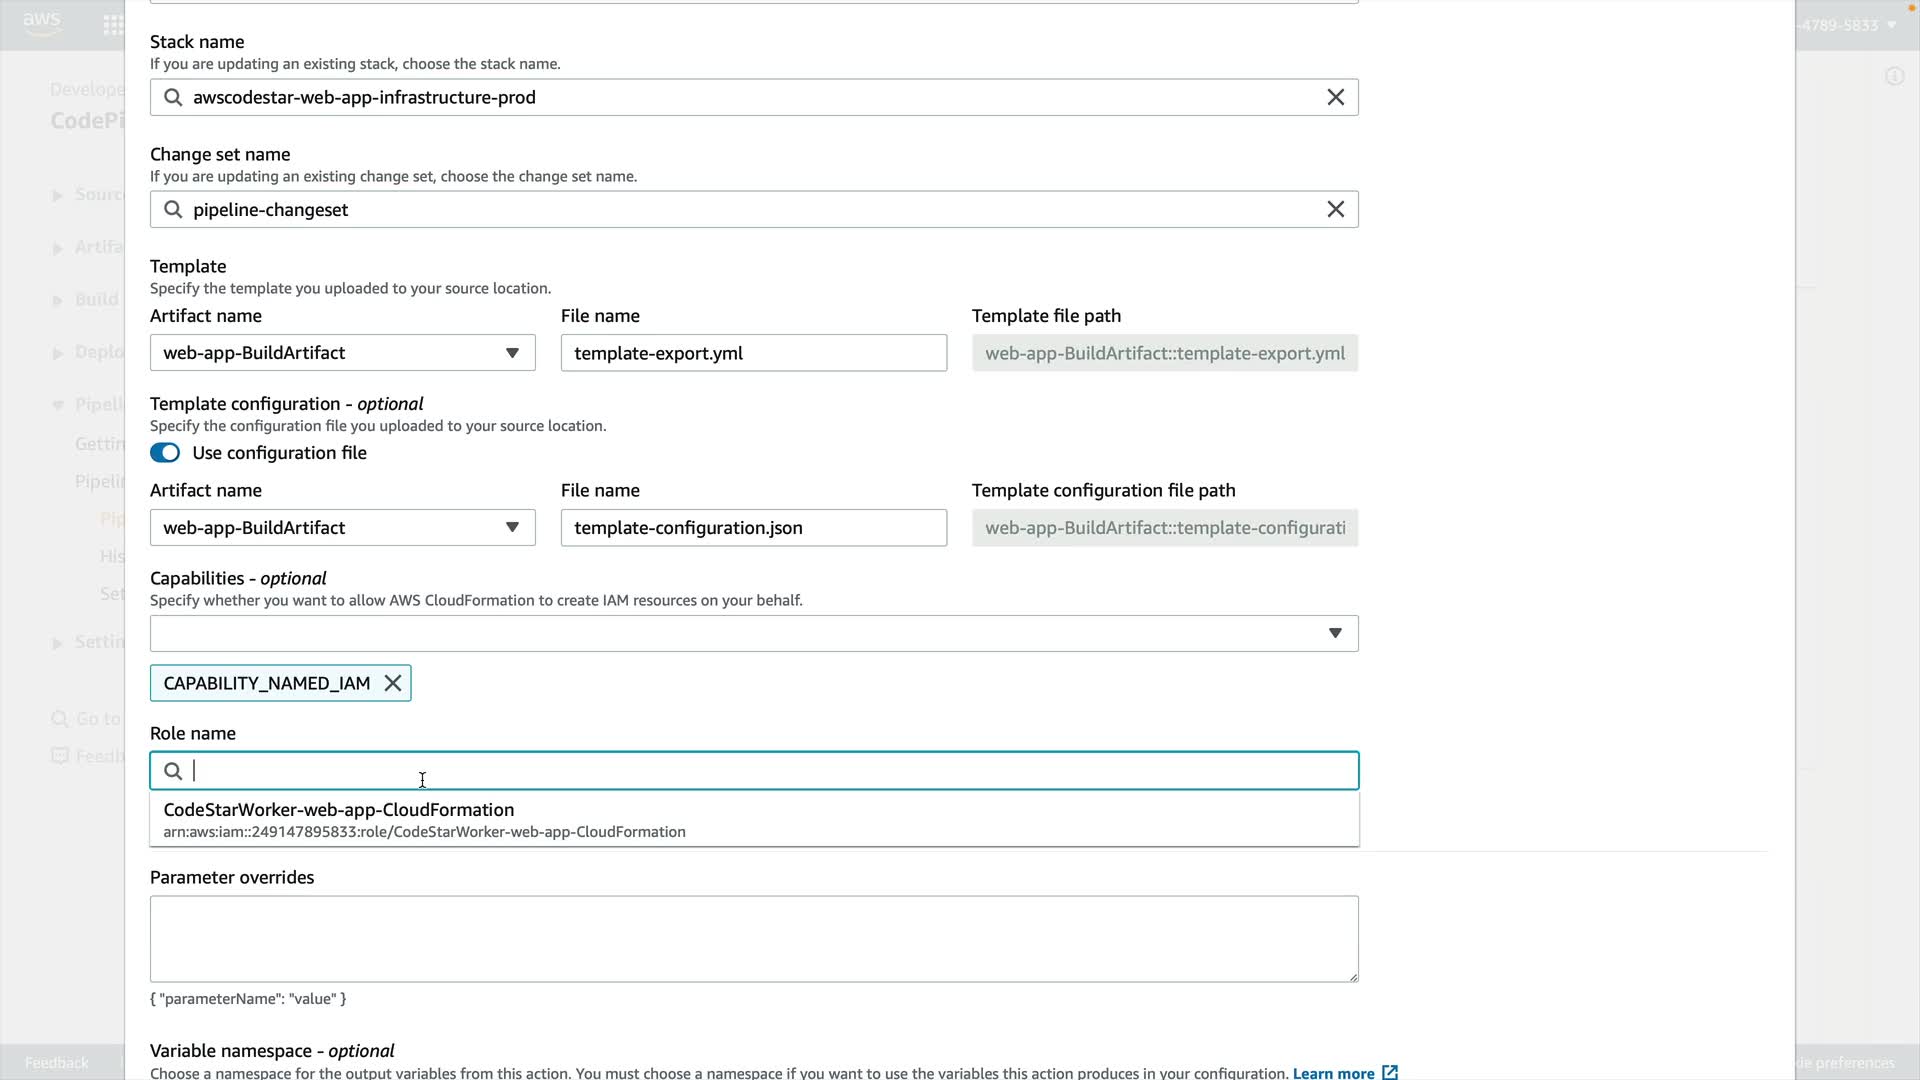 aws
-4789-5833
Develope
CodePi
Sourc
Artifa
Build
Deplo
Pipeli
Gettin
Pipelin
Pip
His
Set
Settin
Go to
Feedb
Stack name
If you are updating an existing stack, choose the stack name.
awscodestar-web-app-infrastructure-prod
Change set name
If you are updating an existing change set, choose the change set name.
pipeline-changeset
Template
Specify the template you uploaded to your source location.
Artifact name File name Template file path
web-app-BuildArtifact template-export.yml web-app-BuildArtifact::template-export.yml
Template configuration - optional
Specify the configuration file you uploaded to your source location.
Use configuration file
Artifact name File name Template configuration file path
web-app-BuildArtifact template-configuration.json web-app-BuildArtifact::template-configurati
Capabilities - optional
Specify whether you want to allow AWS CloudFormation to create IAM resources on your behalf.
CAPABILITY_NAMED_IAM
Role name
CodeStarWorker-web-app-CloudFormation
arn:aws:iam::249147895833:role/CodeStarWorker-web-app-CloudFormation
Parameter overrides
{ "parameterName": "value" }
Variable namespace - optional
Choose a namespace for the output variables from this action. You must choose a namespace if you want to use the variables this action produces in your configuration. Learn more
Feedback
preferences